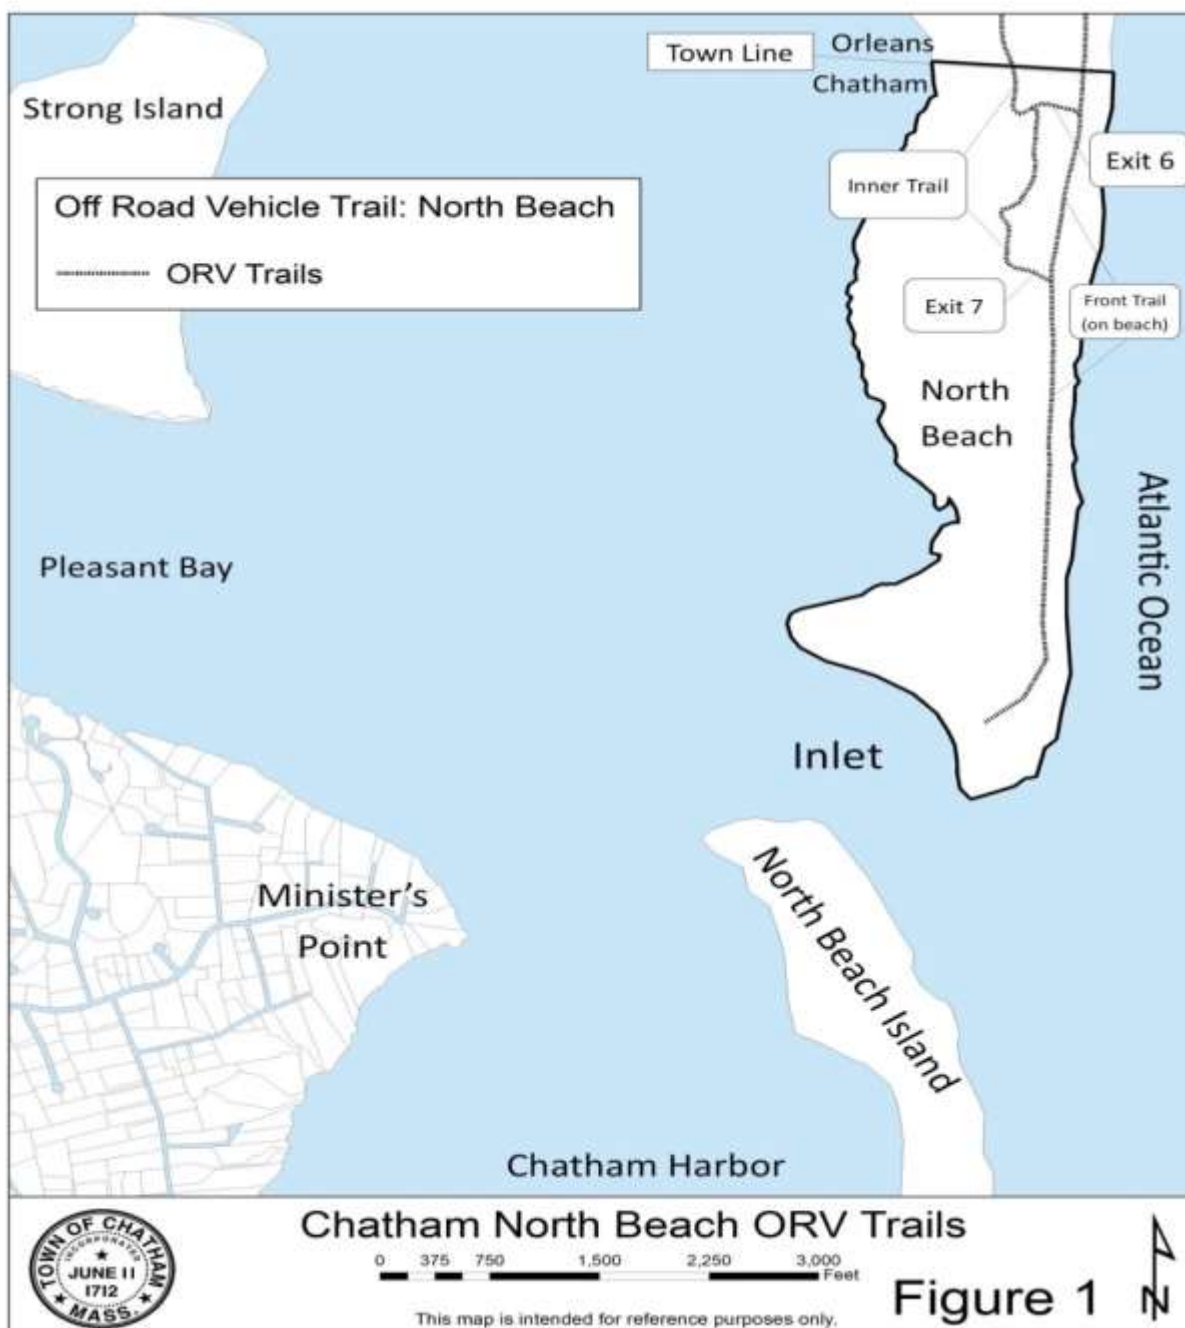 Orleans
Town Line
Chatham
Strong Island
Exit 6
Inner Trail
Off Road Vehicle Trail: North Beach
ORV Trails
Exit 7
Front Trail
(on beach)
North
Beach
Atlantic Ocean
Pleasant Bay
Inlet
North Beach Island
Minister's
Point
Chatham Harbor
Chatham North Beach ORV Trails
0 375 750 1,500 2,250 3,000
Feet
TOWN OF CHATHAM
INCORPORATED
JUNE 11
1712
MASS.
Figure 1
N
This map is intended for reference purposes only.